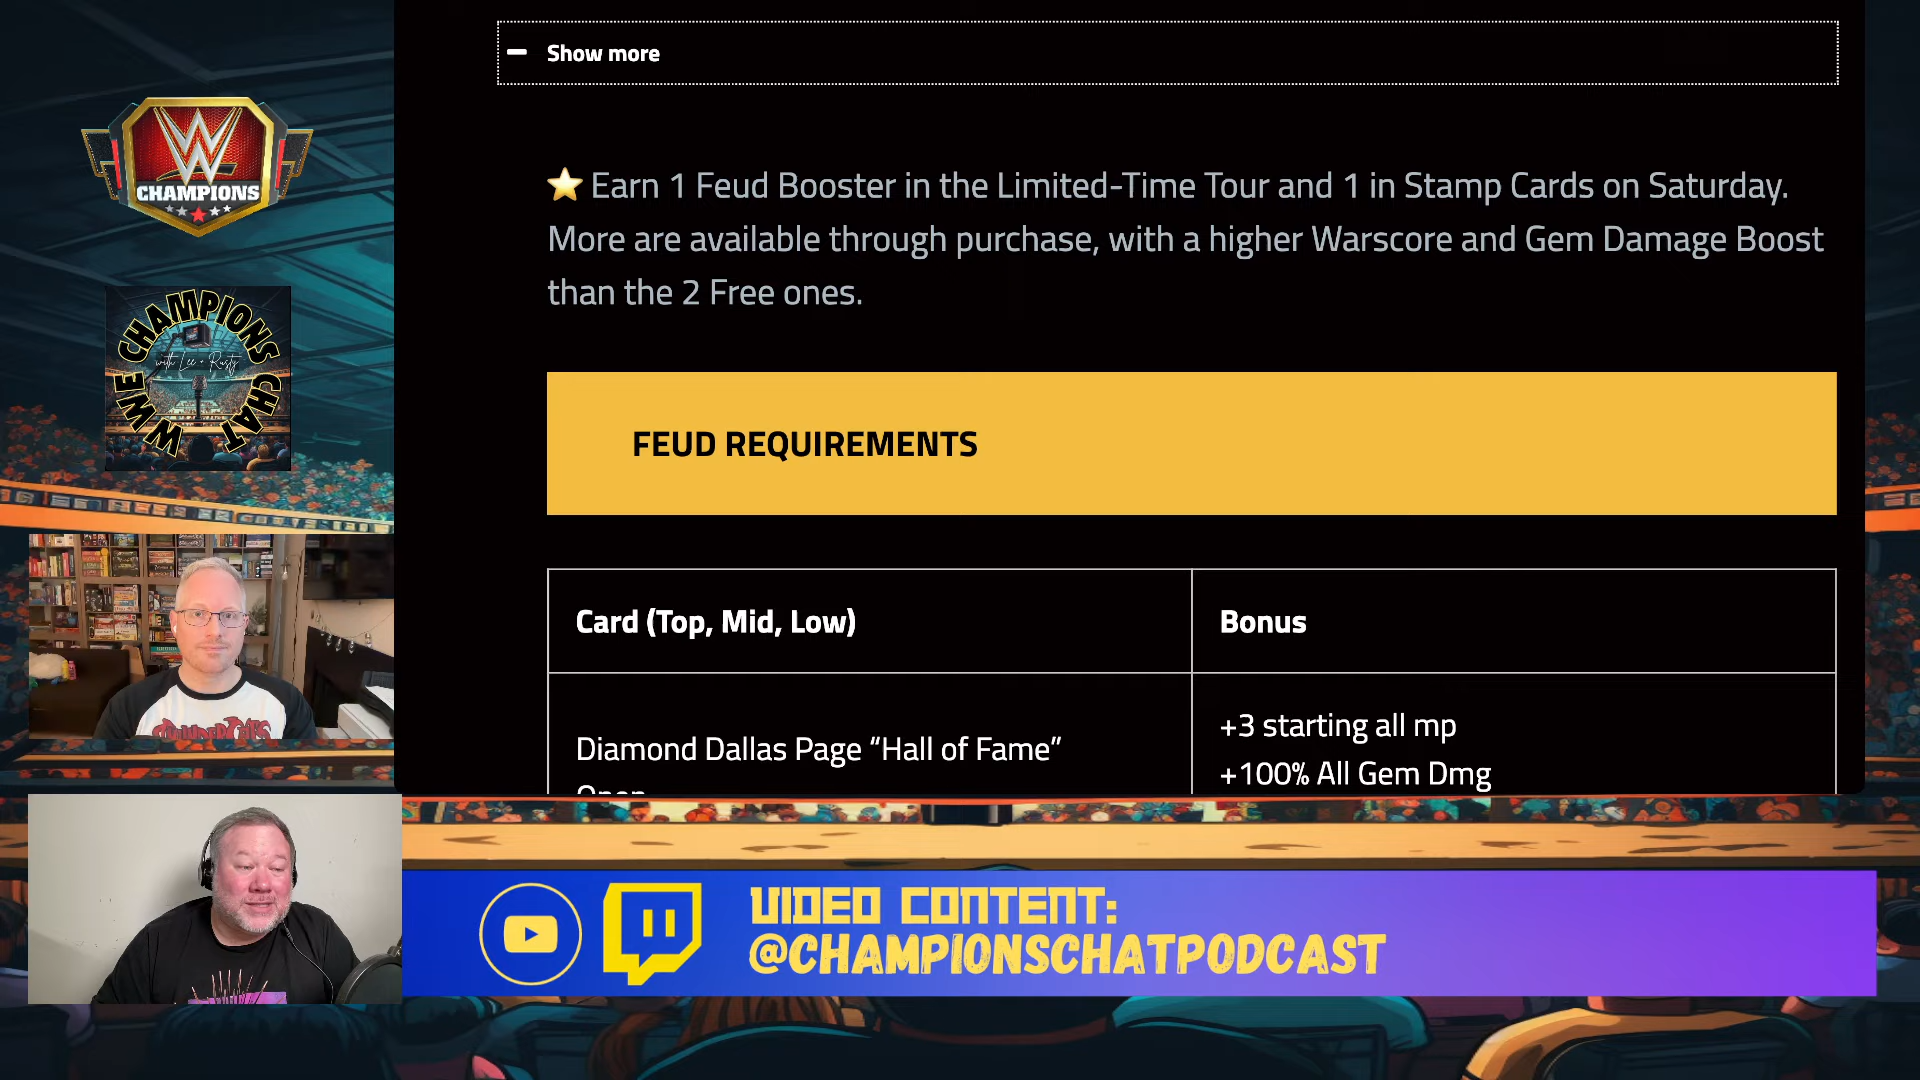 Show more
⭐ Earn 1 Feud Booster in the Limited-Time Tour and 1 in Stamp Cards on Saturday.
More are available through purchase, with a higher Warscore and Gem Damage Boost
than the 2 Free ones.
FEUD REQUIREMENTS
Card (Top, Mid, Low)
Bonus
Diamond Dallas Page “Hall of Fame”
+3 starting all mp
+100% All Gem Dmg
W
CHAMPIONS
WWE CHAMPIONS CHAT
with Lee + Rusty
VIDEO CONTENT:
@CHAMPIONSCHATPODCAST